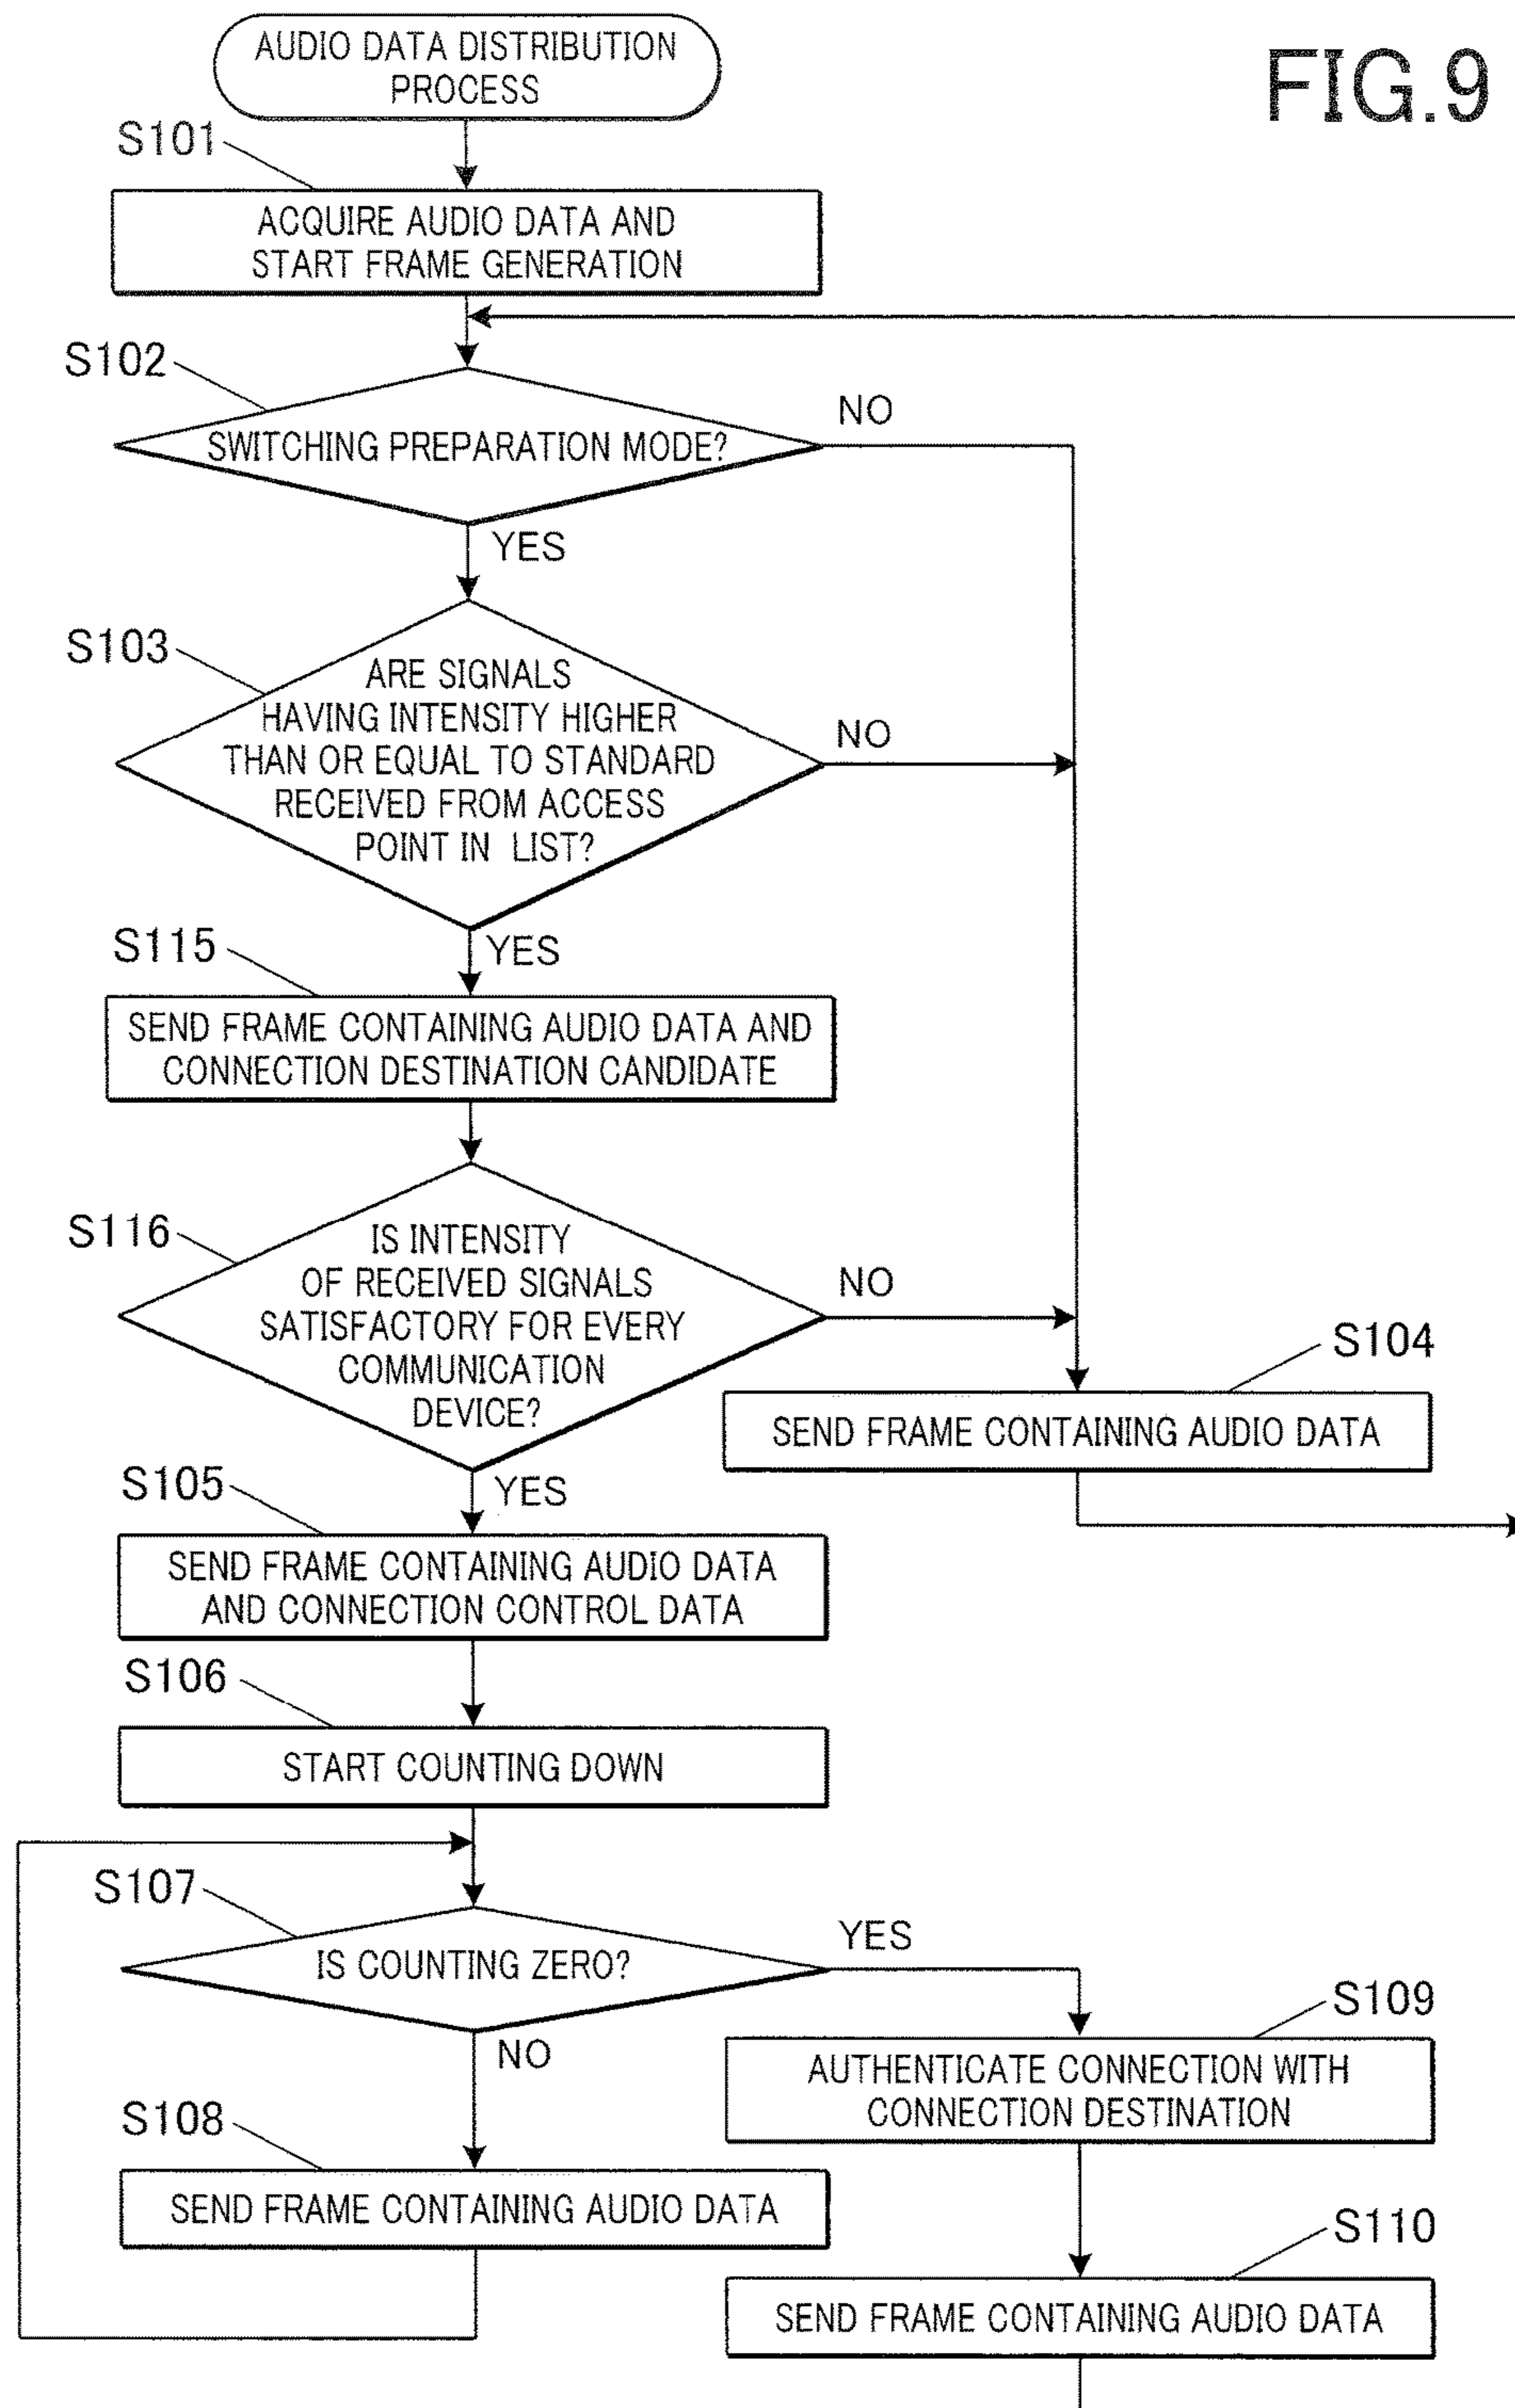 FIG.9
AUDIO DATA DISTRIBUTION
PROCESS
S101
ACQUIRE AUDIO DATA AND
START FRAME GENERATION
S102
SWITCHING PREPARATION MODE?
NO
YES
S103
ARE SIGNALS
HAVING INTENSITY HIGHER
THAN OR EQUAL TO STANDARD
RECEIVED FROM ACCESS
POINT IN LIST?
NO
YES
S115
SEND FRAME CONTAINING AUDIO DATA AND
CONNECTION DESTINATION CANDIDATE
S116
IS INTENSITY
OF RECEIVED SIGNALS
SATISFACTORY FOR EVERY
COMMUNICATION
DEVICE?
NO
YES
S104
SEND FRAME CONTAINING AUDIO DATA
S105
SEND FRAME CONTAINING AUDIO DATA
AND CONNECTION CONTROL DATA
S106
START COUNTING DOWN
S107
IS COUNTING ZERO?
YES
NO
S109
AUTHENTICATE CONNECTION WITH
CONNECTION DESTINATION
S108
SEND FRAME CONTAINING AUDIO DATA
S110
SEND FRAME CONTAINING AUDIO DATA